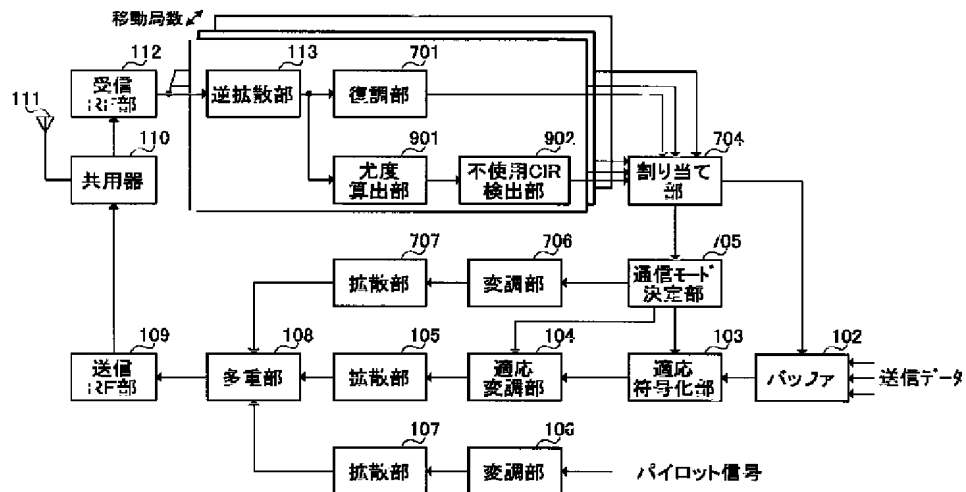 移動局数
112
受信
RF部
111
110
共用器
113
逆拡散部
701
復調部
901
尤度
算出部
902
不使用CIR
検出部
704
割り当て
部
707
拡散部
706
変調部
705
通信モード
決定部
109
送信
RF部
108
多重部
105
拡散部
104
適応
変調部
103
適応
符号化部
102
バッファ
送信データ
107
拡散部
106
変調部
パイロット信号